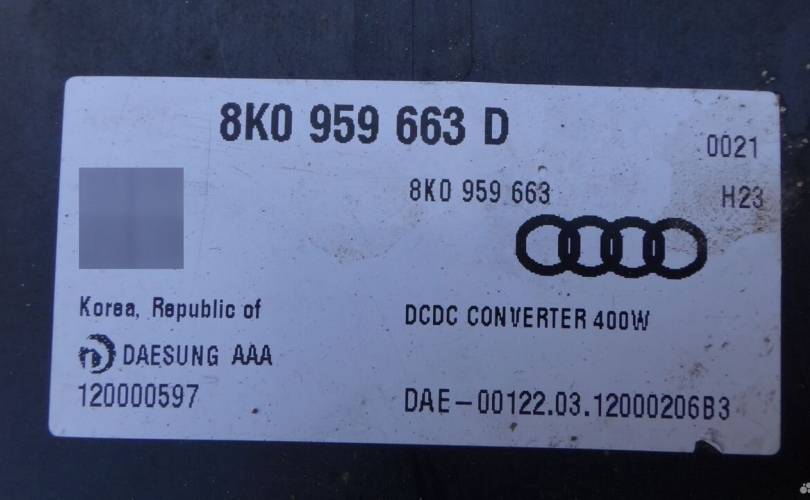 8K0 959 663 D
0021
8K0 959 663
H23
Korea, Republic of
DCDC CONVERTER 400W
DAESUNG AAA
120000597
DAE-00122.03.12000206B3